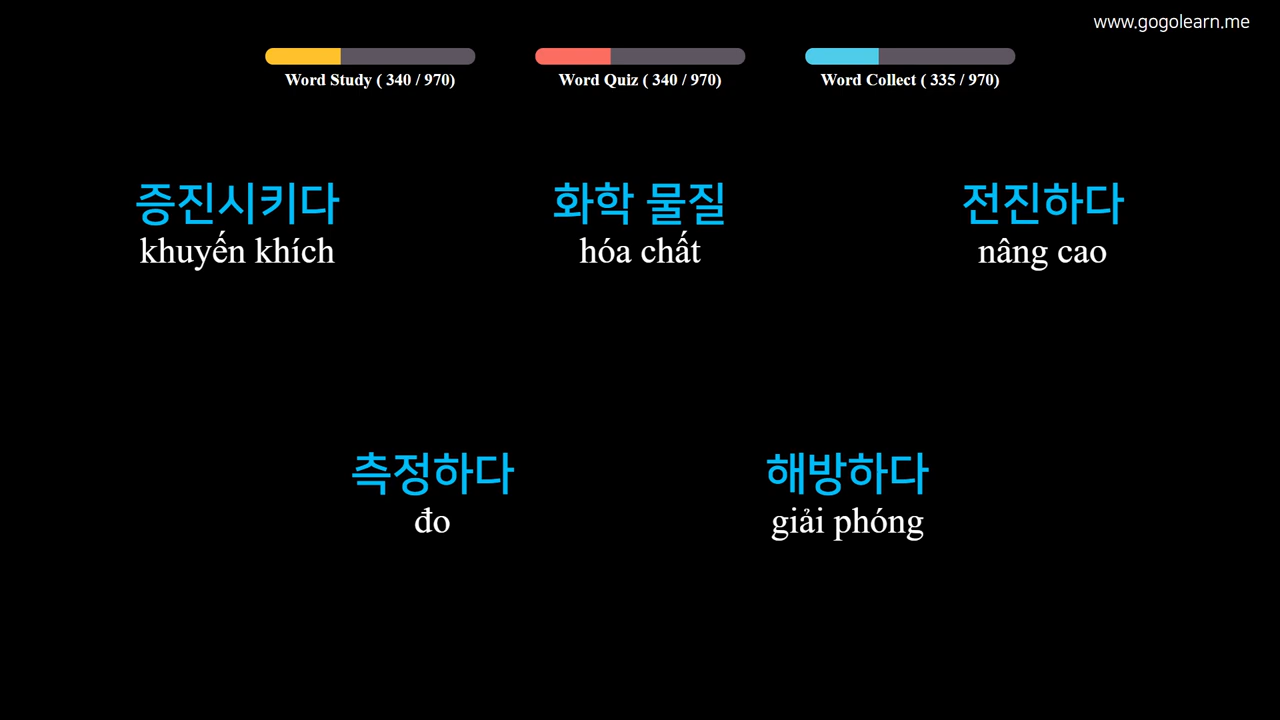 www.gogolearn.me
Word Study ( 340 / 970)
Word Quiz ( 340 / 970)
Word Collect ( 335 / 970)
증진시키다
khuyến khích
화학 물질
hóa chất
전진하다
nâng cao
측정하다
đo
해방하다
giải phóng